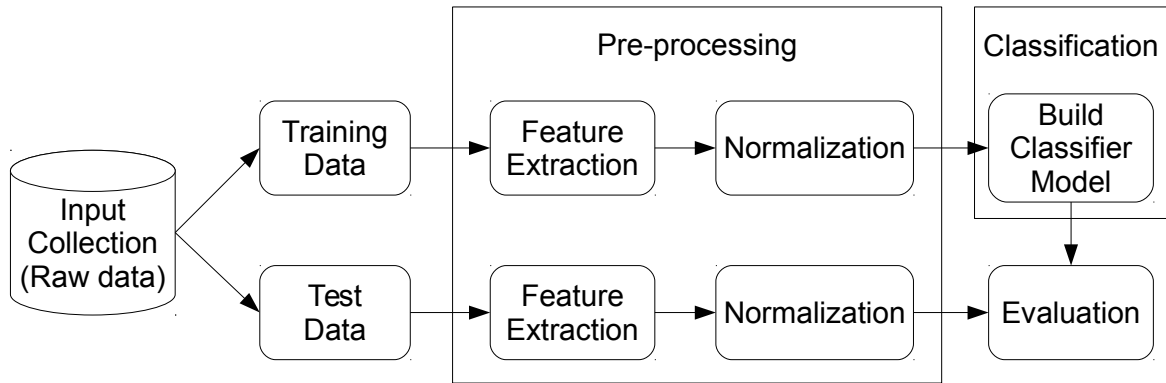 Pre-processing
Classification
Input
Collection
(Raw data)
Training
Data
Feature
Extraction
Normalization
Build
Classifier
Model
Test
Data
Feature
Extraction
Normalization
Evaluation